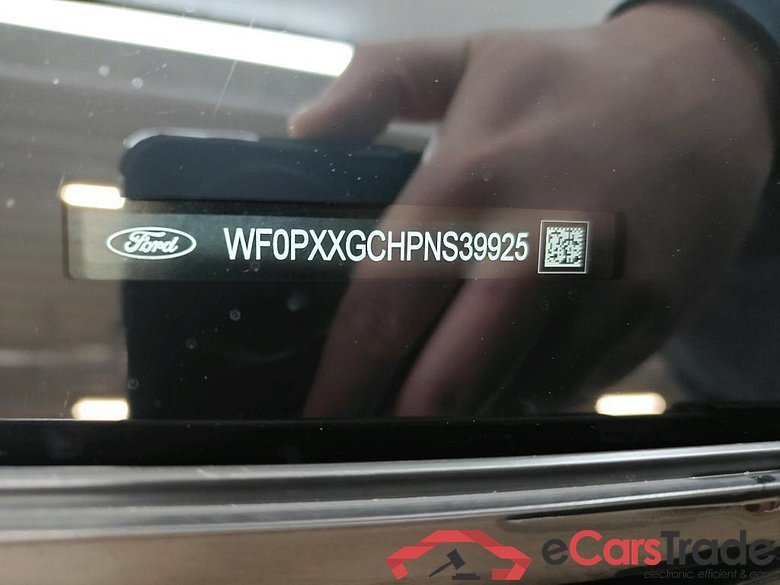 Ford WF0PXXGCHPNS39925
eCarsTrade
electronic, efficient & easy